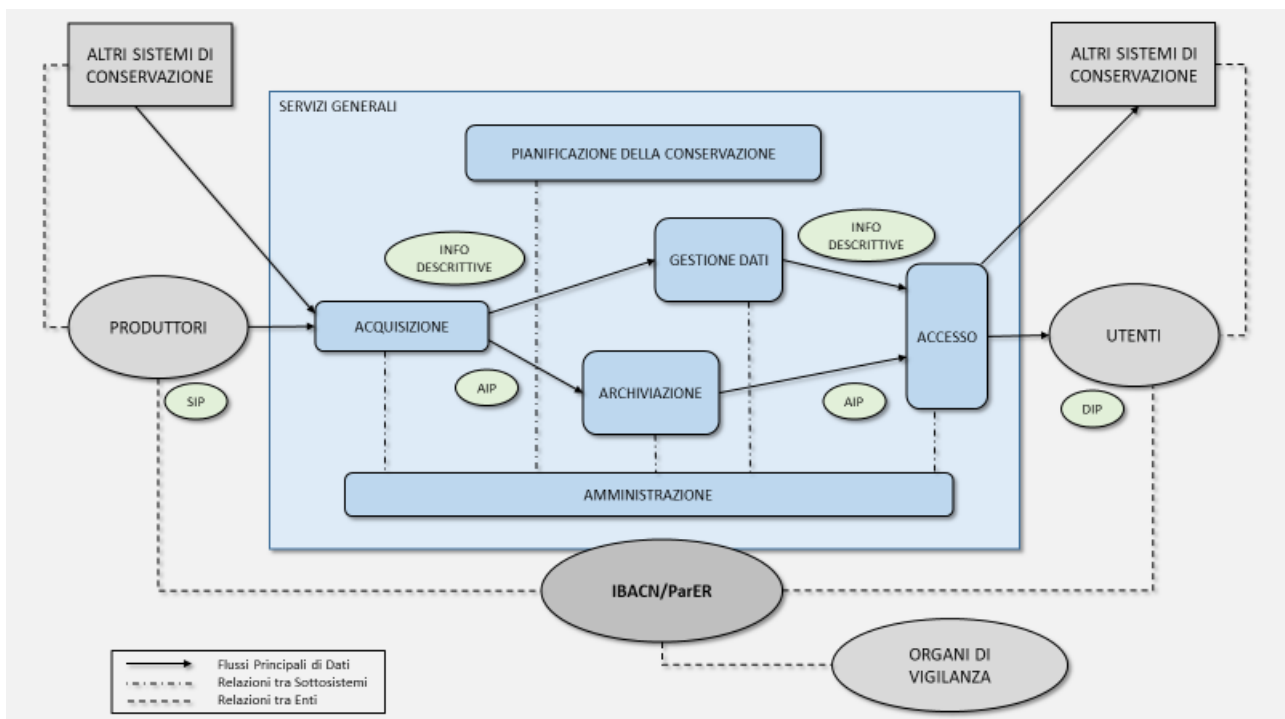 ALTRI SISTEMI DI
CONSERVAZIONE
ALTRI SISTEMI DI
CONSERVAZIONE
SERVIZI GENERALI
PIANIFICAZIONE DELLA CONSERVAZIONE
INFO
DESCRITTIVE
GESTIONE DATI
INFO
DESCRITTIVE
PRODUTTORI
ACQUISIZIONE
ACCESSO
UTENTI
SIP
AIP
ARCHIVIAZIONE
AIP
DIP
AMMINISTRAZIONE
IBACN/ParER
ORGANI DI
VIGILANZA
Flussi Principali di Dati
Relazioni tra Sottosistemi
Relazioni tra Enti